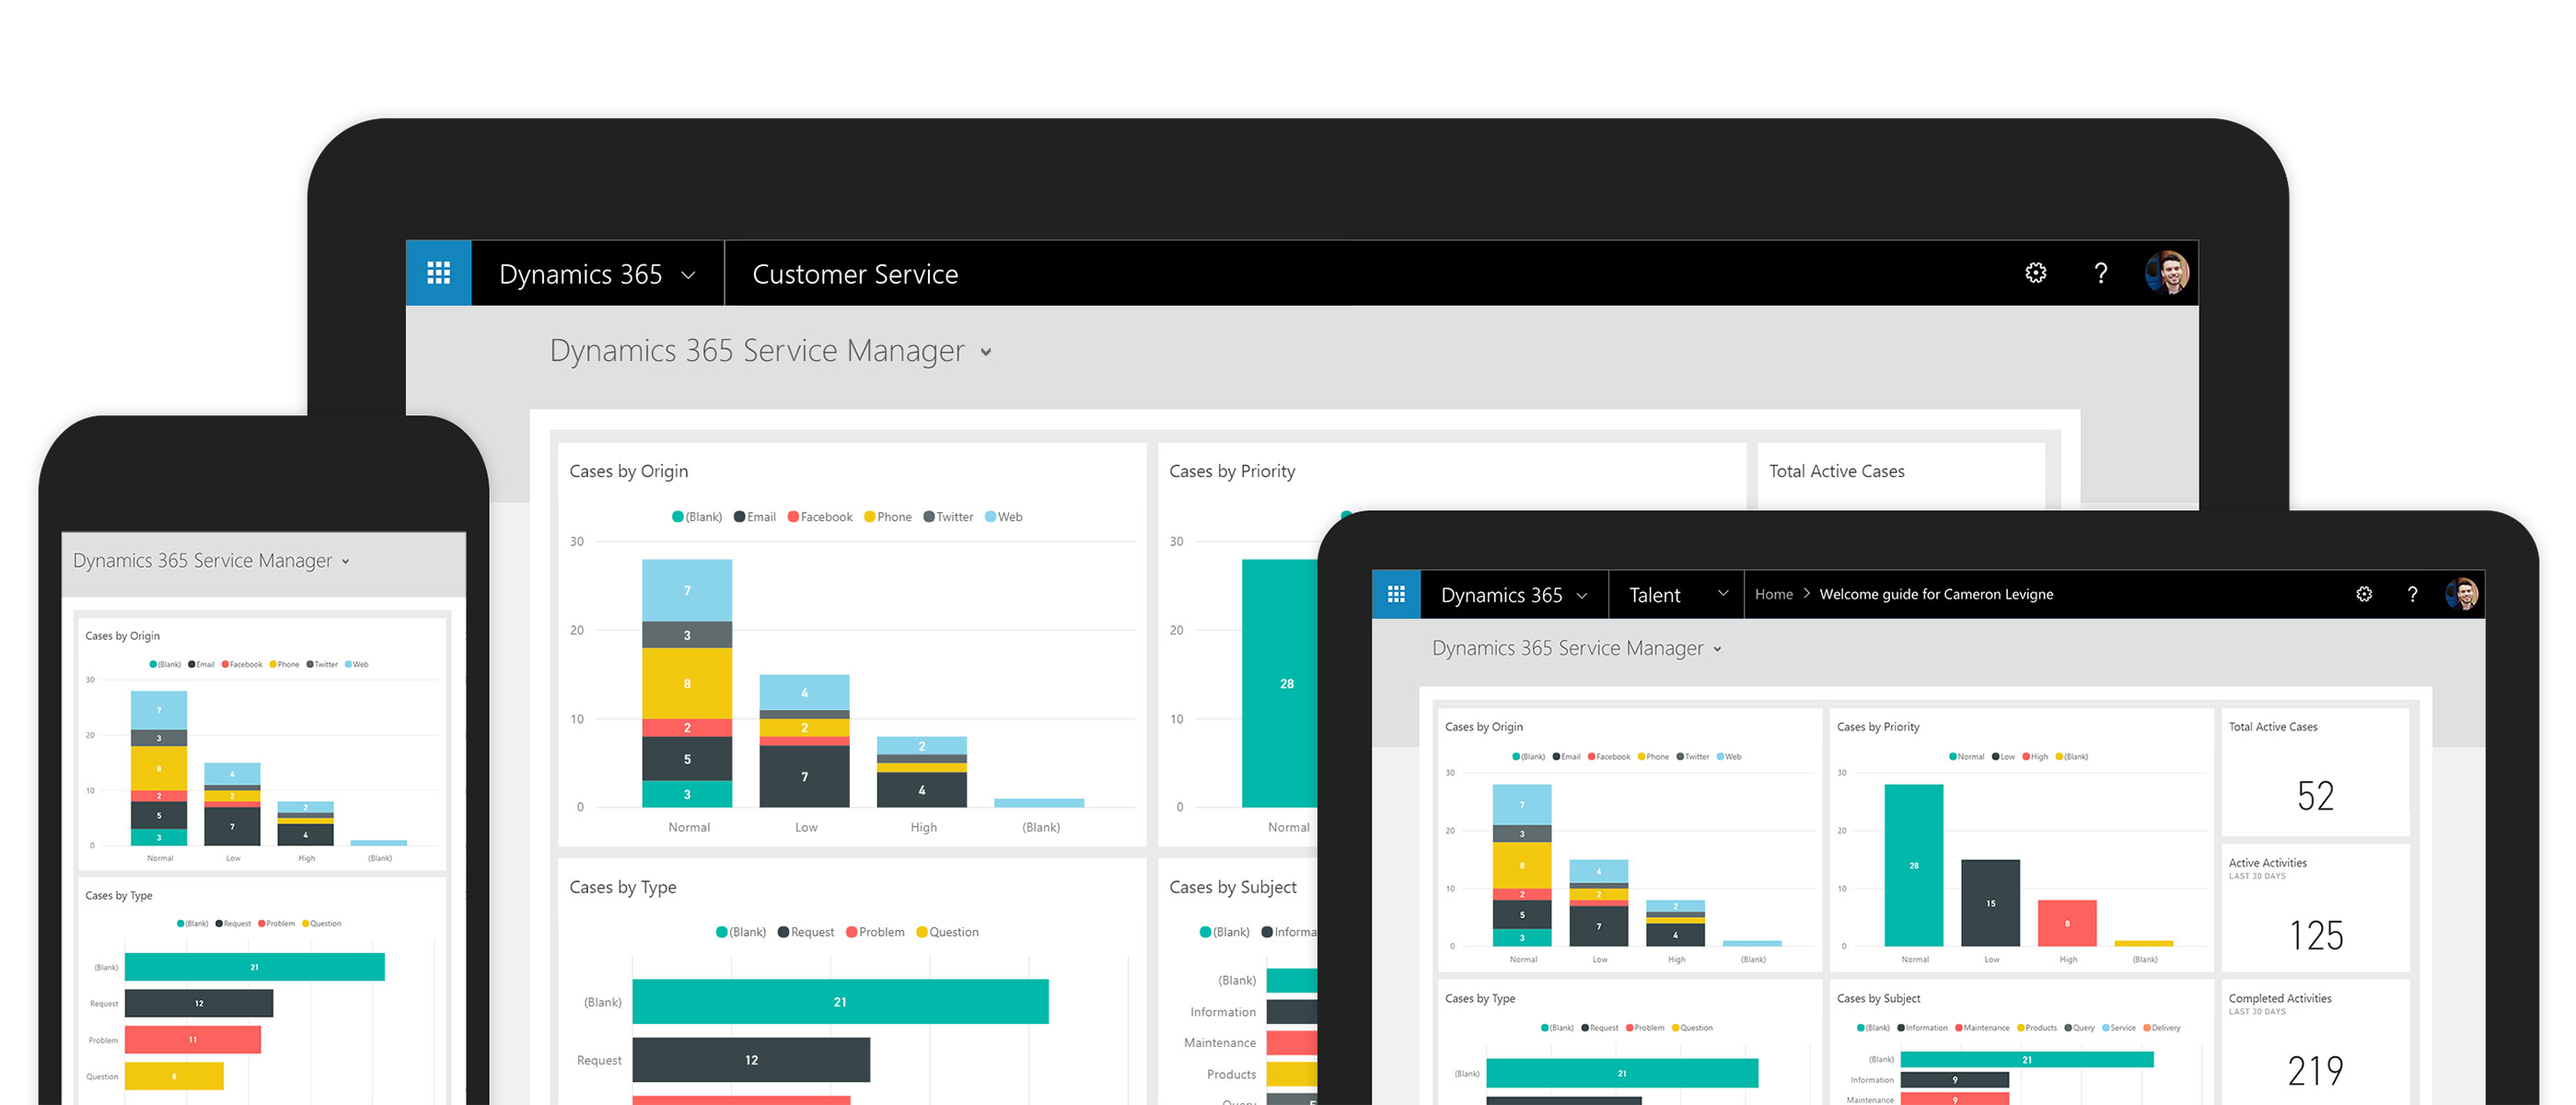 Dynamics 365 Customer Service ?
Dynamics 365 Service Manager
Cases by Origin
(Blank) Email Facebook Phone Twitter Web
30
20
10
0
7
3
8
2
5
3
4
2
7
2
4
Normal Low High (Blank)
Cases by Priority
30
20
10
0
28
Normal
Total Active Cases
Cases by Type
(Blank) Request Problem Question
(Blank) 21
Request 12
Cases by Subject
(Blank) Informa
(Blank)
Information
Maintenance
Products
Dynamics 365 Service Manager
Cases by Origin
(Blank) Email Facebook Phone Twitter Web
30
20
10
0
7
3
8
2
5
3
4
2
7
2
4
Normal Low High (Blank)
Cases by Type
(Blank) Request Problem Question
(Blank) 21
Request 12
Problem 11
Question 8
Dynamics 365 Talent Home > Welcome guide for Cameron Levigne ?
Dynamics 365 Service Manager
Cases by Origin
(Blank) Email Facebook Phone Twitter Web
30
20
10
0
7
3
8
2
5
3
4
2
7
2
4
Normal Low High (Blank)
Cases by Priority
Normal Low High (Blank)
30
20
10
0
28
15
8
Normal Low High (Blank)
Total Active Cases
52
Active Activities
LAST 30 DAYS
125
Completed Activities
LAST 30 DAYS
219
Cases by Type
(Blank) Request Problem Question
(Blank) 21
Cases by Subject
(Blank) Information Maintenance Products Query Service Delivery
(Blank) 21
Information 9
Maintenance 9